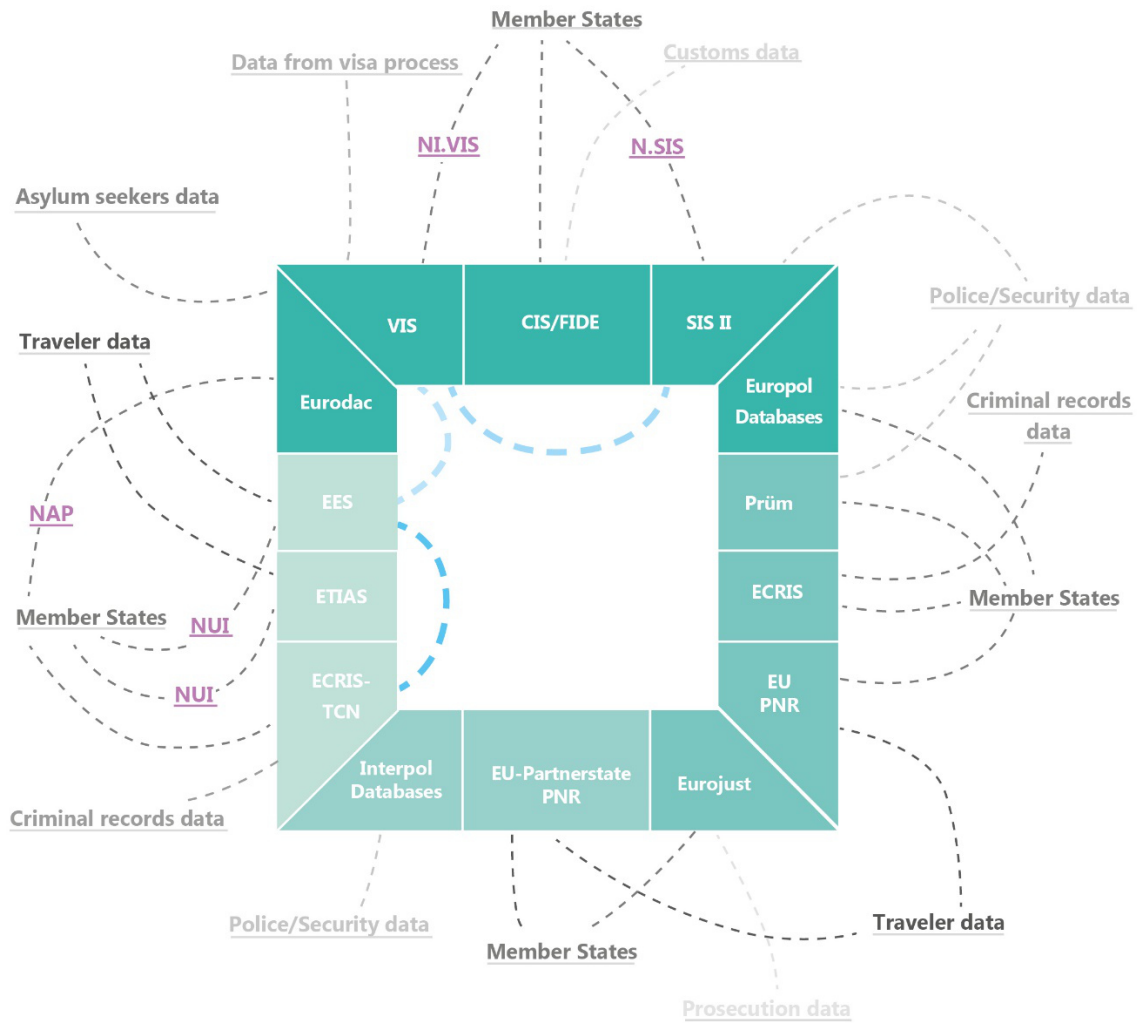 Member States
Data from visa process
Customs data
NI.VIS
N.SIS
Asylum seekers data
Police/Security data
VIS
CIS/FIDE
SIS II
Traveler data
Eurodac
Europol
Databases
Criminal records
data
EES
Prüm
NAP
ETIAS
ECRIS
Member States
NUI
Member States
NUI
ECRIS-
TCN
EU
PNR
Interpol
Databases
EU-Partnerstate
PNR
Eurojust
Criminal records data
Police/Security data
Member States
Traveler data
Prosecution data